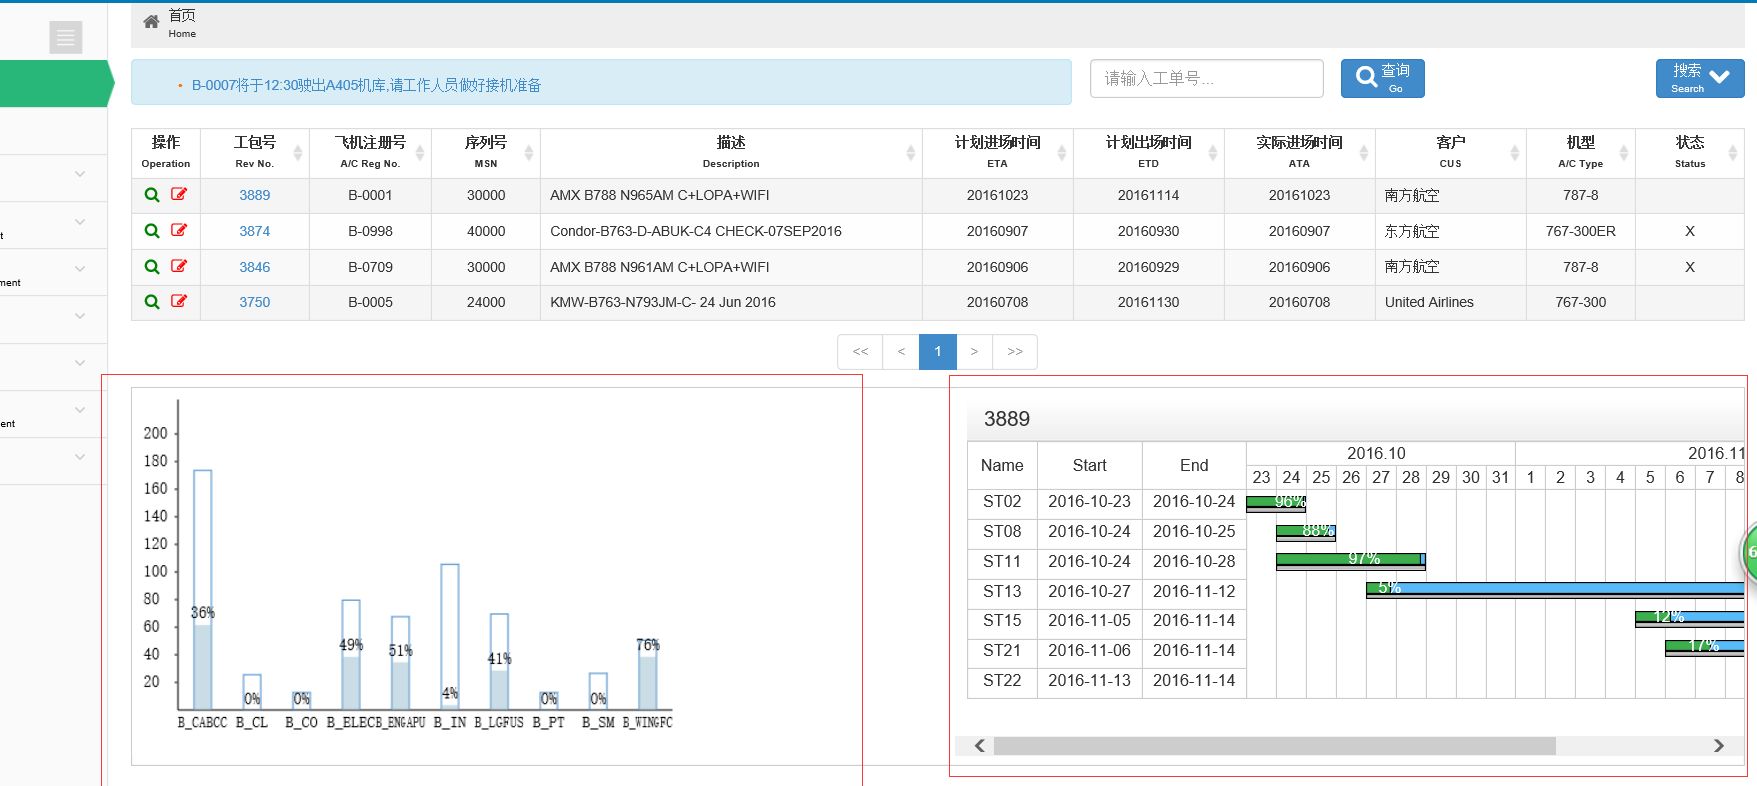 首页
Home
B-0007将于12:30驶出A405机库,请工作人员做好接机准备
请输入工单号...
查询
Go
搜索
Search
操作 工包号 飞机注册号 序列号 描述 计划进场时间 计划出场时间 实际进场时间 客户 机型 状态
Operation Rev No. A/C Reg No. MSN Description ETA ETD ATA CUS A/C Type Status
3889 B-0001 30000 AMX B788 N965AM C+LOPA+WIFI 20161023 20161114 20161023 南方航空 787-8
3874 B-0998 40000 Condor-B763-D-ABUK-C4 CHECK-07SEP2016 20160907 20160930 20160907 东方航空 767-300ER X
3846 B-0709 30000 AMX B788 N961AM C+LOPA+WIFI 20160906 20160929 20160906 南方航空 787-8 X
3750 B-0005 24000 KMW-B763-N793JM-C- 24 Jun 2016 20160708 20161130 20160708 United Airlines 767-300
<< < 1 > >>
t
ment
ent
200
180
160
140
120
100
80
60
40
20
36% 0% 0% 49% 51% 4% 41% 0% 0% 76%
B_CABCC B_CL B_CO B_ELEC B_ENGAPU B_IN B_LGFUS B_PT B_SM B_WINGFC
3889
Name Start End 2016.10 2016.11
23 24 25 26 27 28 29 30 31 1 2 3 4 5 6 7 8
ST02 2016-10-23 2016-10-24 96%
ST08 2016-10-24 2016-10-25 88%
ST11 2016-10-24 2016-10-28 97%
ST13 2016-10-27 2016-11-12 5%
ST15 2016-11-05 2016-11-14 12%
ST21 2016-11-06 2016-11-14 17%
ST22 2016-11-13 2016-11-14
6